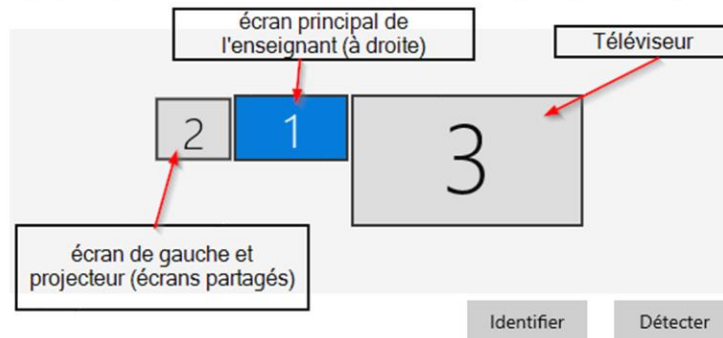 écran principal de
l'enseignant (à droite)
Téléviseur
2
1
3
écran de gauche et
projecteur (écrans partagés)
Identifier
Détecter